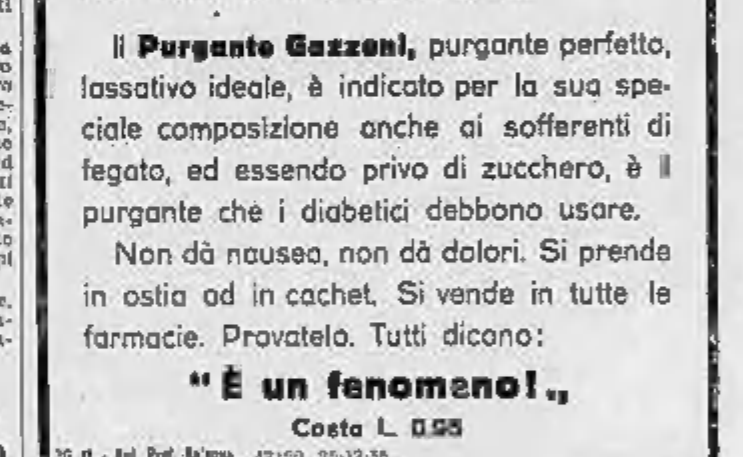 Il Purgante Gazzoni, purgante perfetto,
lassativo ideale, è indicato per la sua spe-
ciale composizione anche ai sofferenti di
fegato, ed essendo privo di zucchero, è il
purgante che i diabetici debbono usare.
Non dà nausea, non dà dolori. Si prende
in ostia od in cachet. Si vende in tutte le
farmacie. Provatelo. Tutti dicono:
“È un fenomeno!„
Costa L. 0.95